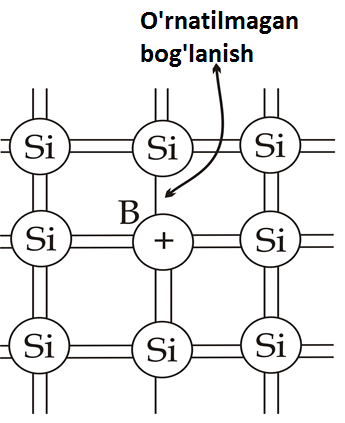 O'rnatilmagan
bog'lanish
Si Si Si
B
Si + Si
Si Si Si